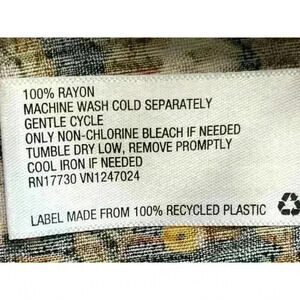 100% RAYON
MACHINE WASH COLD SEPARATELY
GENTLE CYCLE
ONLY NON-CHLORINE BLEACH IF NEEDED
TUMBLE DRY LOW, REMOVE PROMPTLY
COOL IRON IF NEEDED
RN17730 VN1247024
LABEL MADE FROM 100% RECYCLED PLASTIC